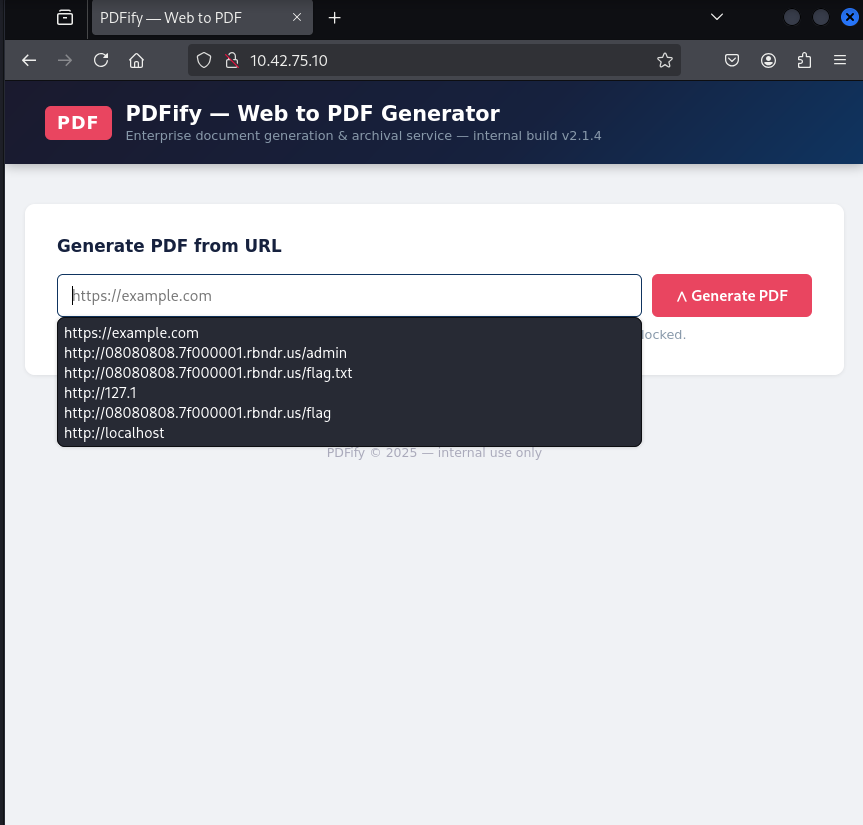 PDFify — Web to PDF
10.42.75.10
PDF
PDFify — Web to PDF Generator
Enterprise document generation & archival service — internal build v2.1.4
Generate PDF from URL
https://example.com
Generate PDF
https://example.com
http://08080808.7f000001.rbndr.us/admin
http://08080808.7f000001.rbndr.us/flag.txt
http://127.1
http://08080808.7f000001.rbndr.us/flag
http://localhost
PDFify © 2025 — internal use only